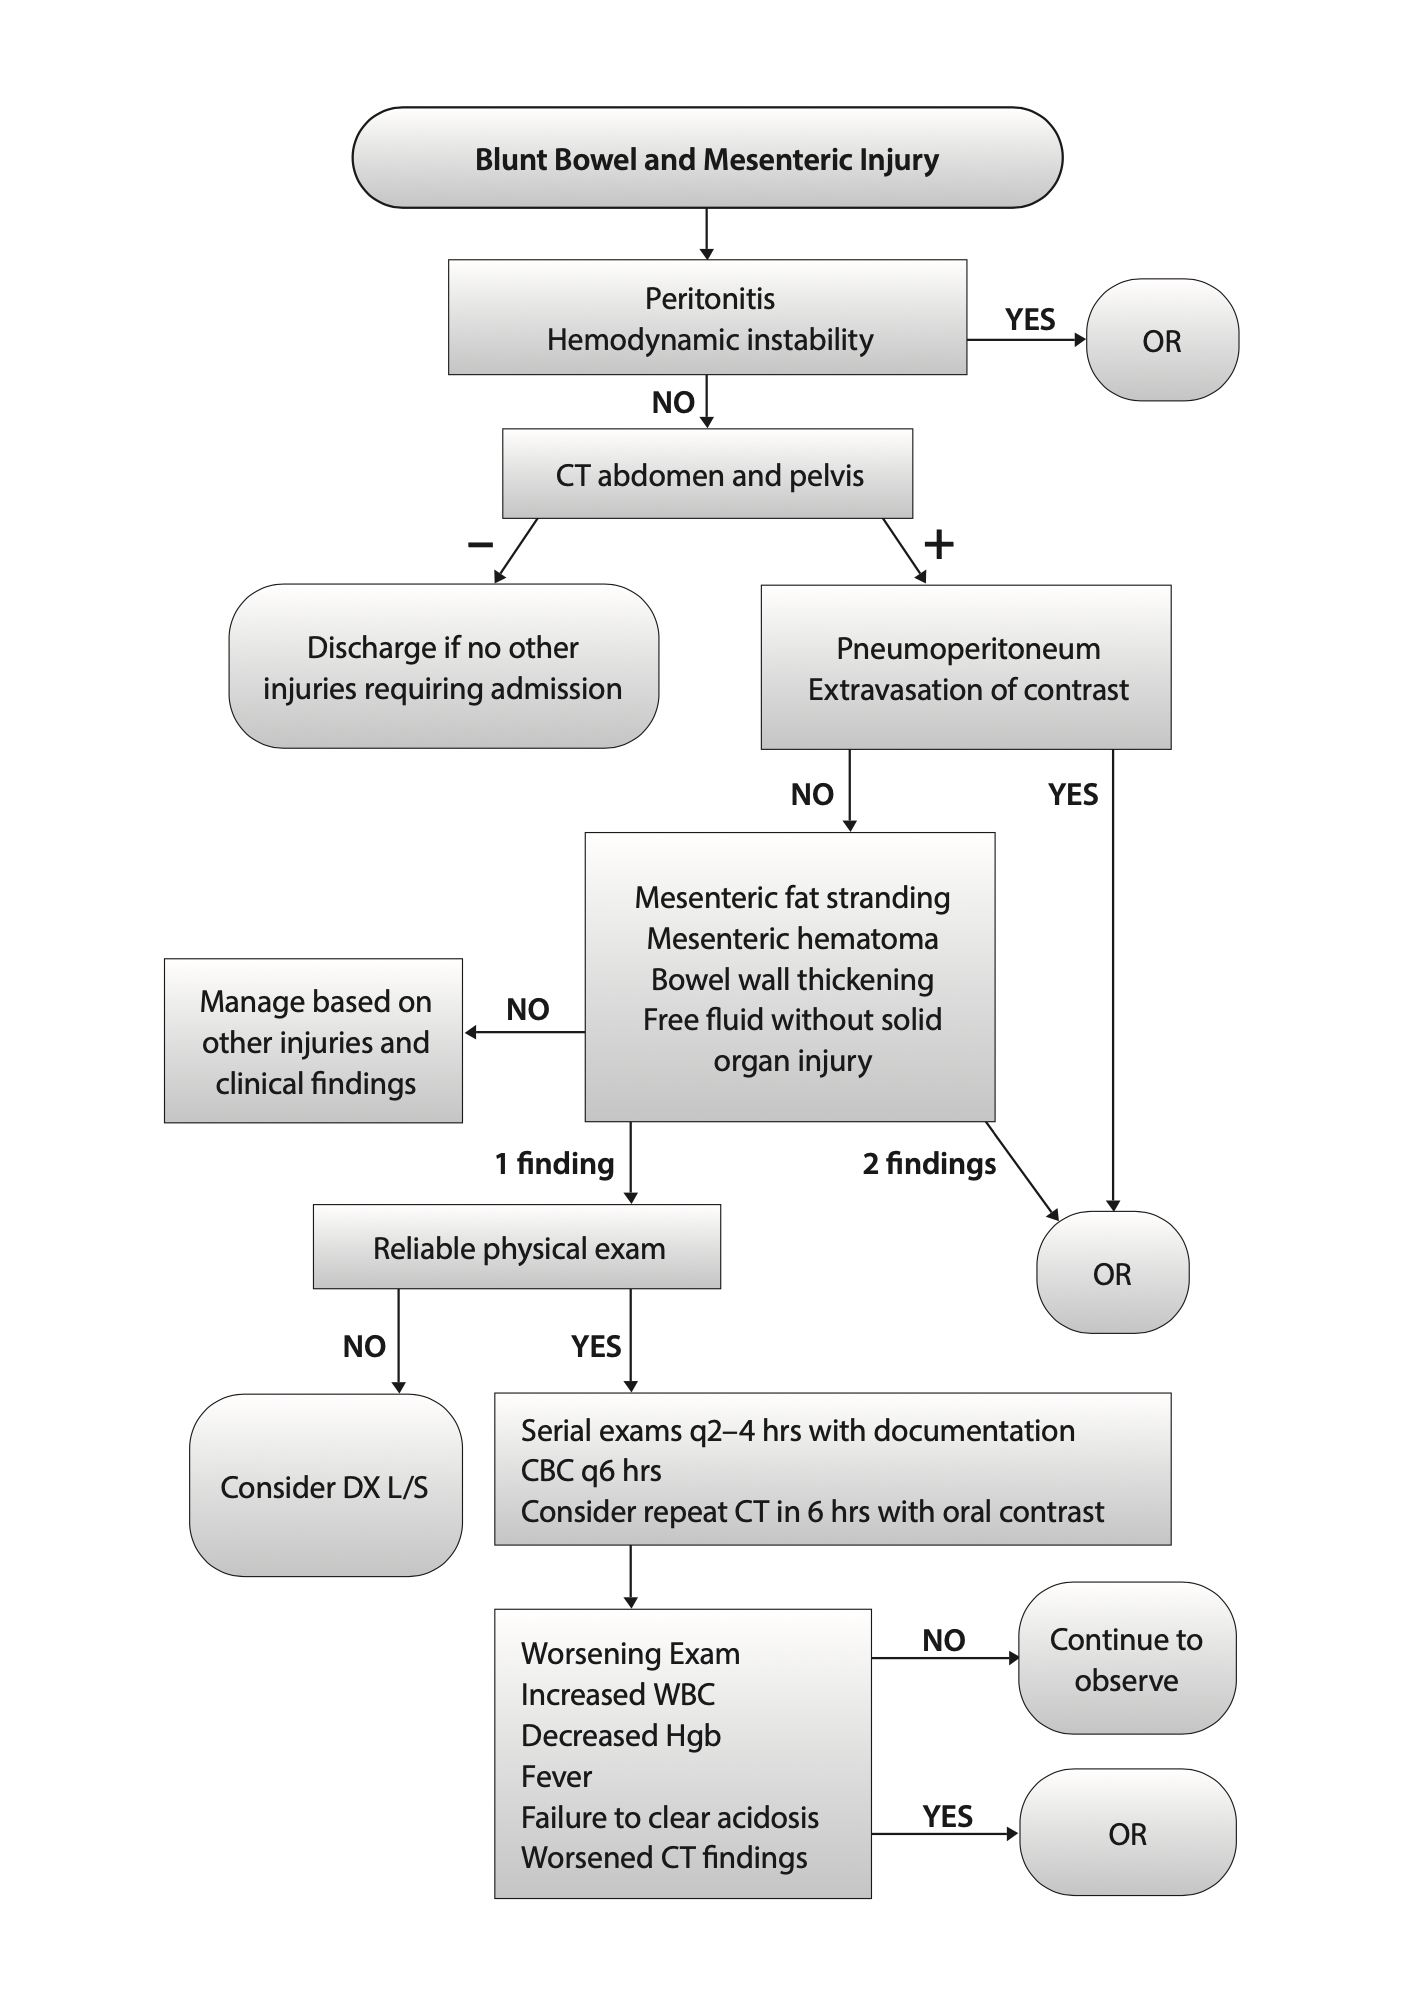 Blunt Bowel and Mesenteric Injury
Peritonitis
Hemodynamic instability
YES
OR
NO
CT abdomen and pelvis
–
+
Discharge if no other
injuries requiring admission
Pneumoperitoneum
Extravasation of contrast
NO
YES
Mesenteric fat stranding
Mesenteric hematoma
Bowel wall thickening
Free fluid without solid
organ injury
NO
Manage based on
other injuries and
clinical findings
1 finding
2 findings
Reliable physical exam
OR
NO
YES
Consider DX L/S
Serial exams q2–4 hrs with documentation
CBC q6 hrs
Consider repeat CT in 6 hrs with oral contrast
Worsening Exam
Increased WBC
Decreased Hgb
Fever
Failure to clear acidosis
Worsened CT findings
NO
Continue to
observe
YES
OR